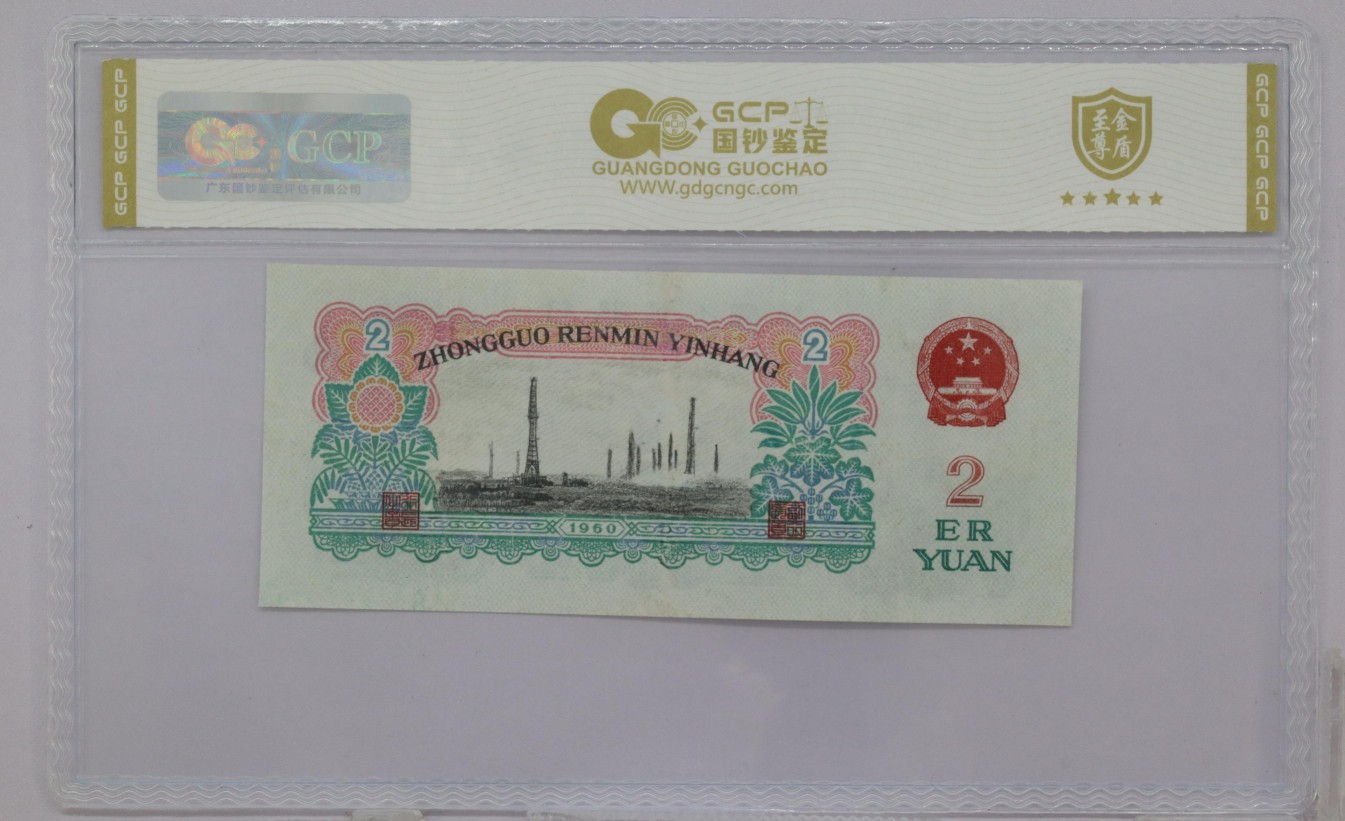 GCP GCP GCP
GC GCP
广东国钞鉴定评估有限公司
GC GCP
国钞鉴定
GUANGDONG GUOCHAO
WWW.gdgcngc.com
至尊金盾
GCP GCP GCP
2
ZHONGGUO RENMIN YINHANG
2
1960
2
ER
YUAN